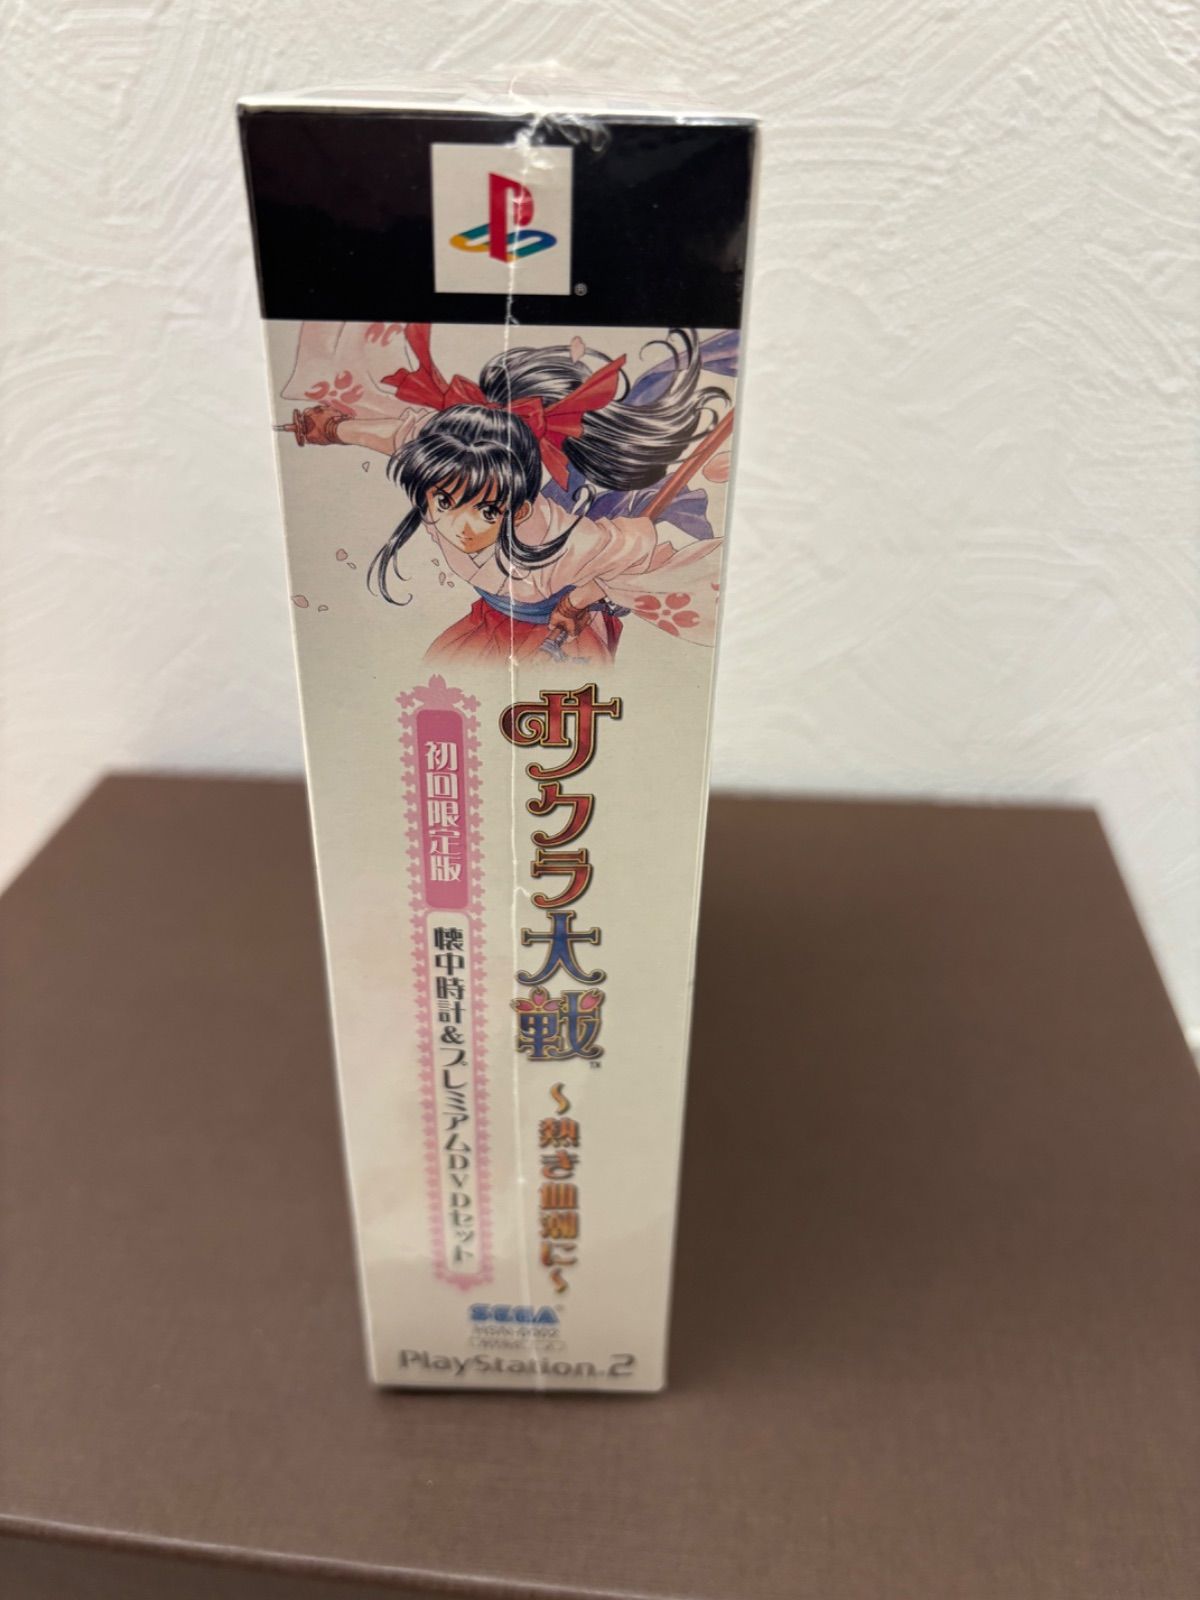 サクラ大戦
TM
～熱き血潮に～
初回限定版
懐中時計&プレミアムDVDセット
SEGA
PlayStation.2